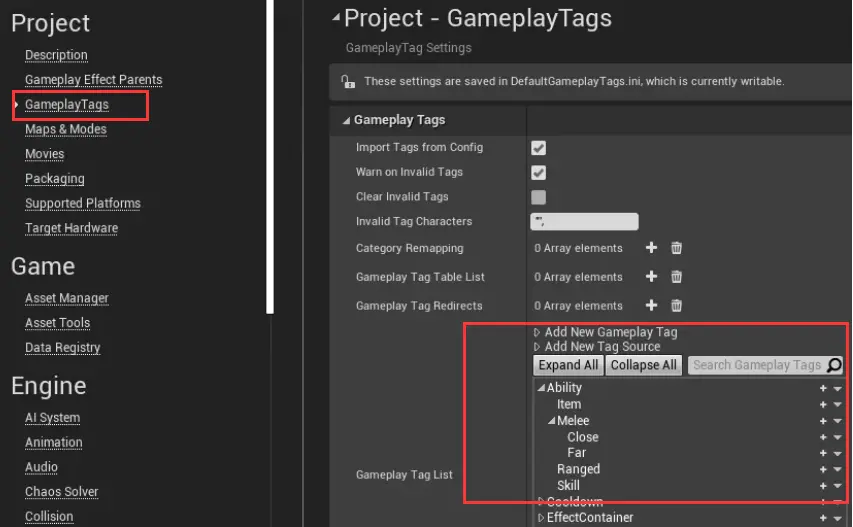 Project
Description
Gameplay Effect Parents
GameplayTags
Maps & Modes
Movies
Packaging
Supported Platforms
Target Hardware
Game
Asset Manager
Asset Tools
Data Registry
Engine
AI System
Animation
Audio
Chaos Solver
Collision
Project - GameplayTags
GameplayTag Settings
These settings are saved in DefaultGameplayTags.ini, which is currently writable.
Gameplay Tags
Import Tags from Config
Warn on Invalid Tags
Clear Invalid Tags
Invalid Tag Characters "',
Category Remapping 0 Array elements
Gameplay Tag Table List 0 Array elements
Gameplay Tag Redirects 0 Array elements
Gameplay Tag List
Add New Gameplay Tag
Add New Tag Source
Expand All Collapse All Search Gameplay Tags
Ability
Item
Melee
Close
Far
Ranged
Skill
Cooldown
EffectContainer